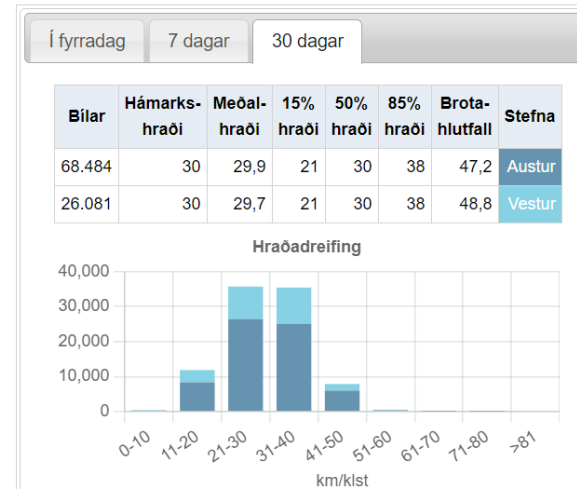 Í fyrradag 7 dagar 30 dagar
Bílar Hámarks-hraði Meðal-hraði 15% hraði 50% hraði 85% hraði Brota-hlutfall Stefna
68.484 30 29,9 21 30 38 47,2 Austur
26.081 30 29,7 21 30 38 48,8 Vestur
Hraðadreifing
40,000
30,000
20,000
10,000
0
0-10 11-20 21-30 31-40 41-50 51-60 61-70 71-80 >81
km/klst